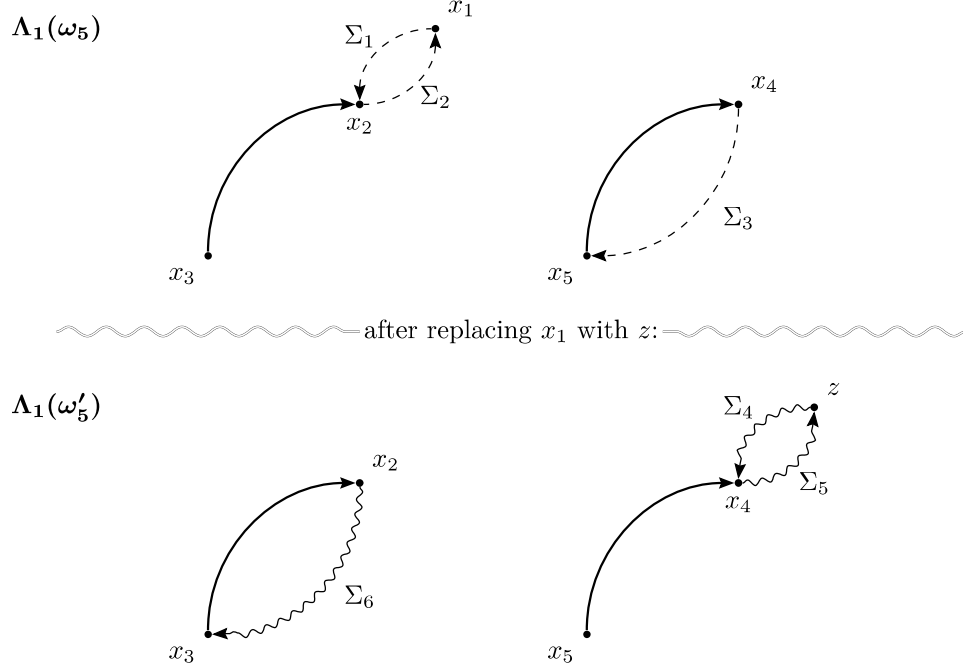 Λ₁(ω₅)
x₁
Σ₁
Σ₂
x₂
x₃
x₄
Σ₃
x₅
after replacing x₁ with z:
Λ₁(ω₅′)
z
Σ₄
Σ₅
x₄
x₂
Σ₆
x₃
x₅